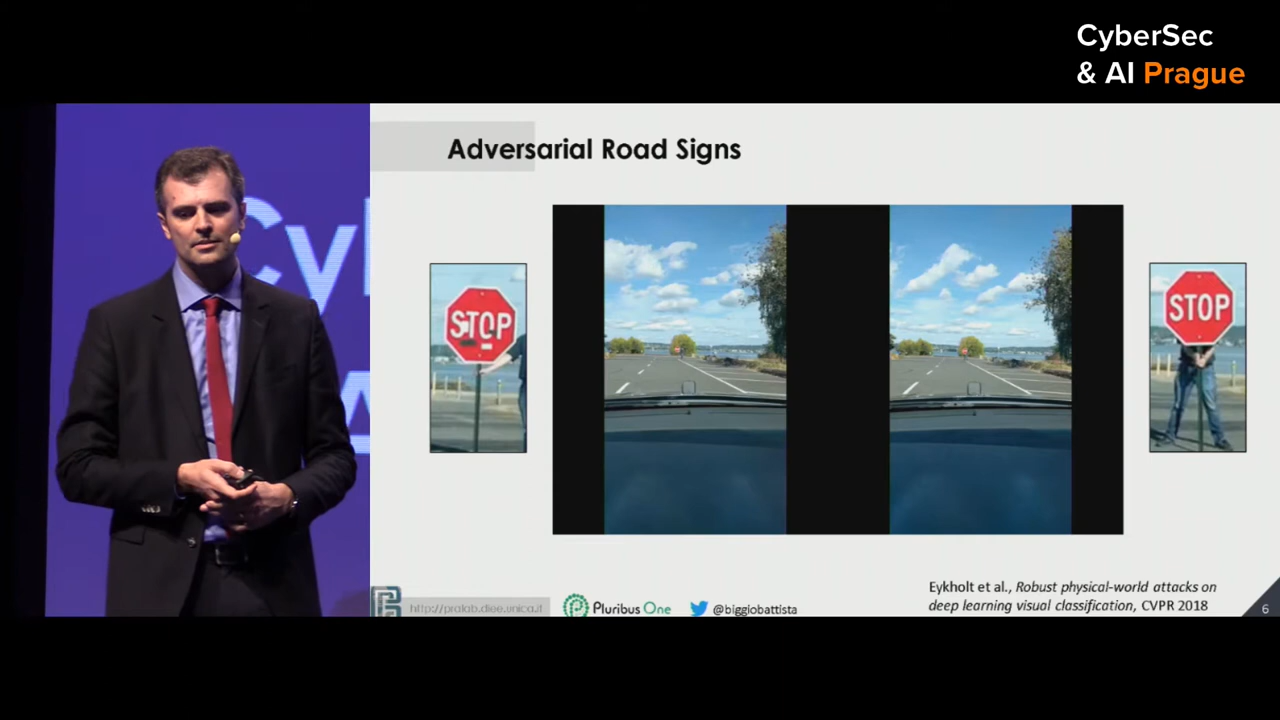 CyberSec
& AI Prague
Adversarial Road Signs
Cy
STOP
STOP
Eykholt et al., Robust physical-world attacks on
deep learning visual classification, CVPR 2018
http://pralab.diee.unica.it
Pluribus One
@biggiobattista
6